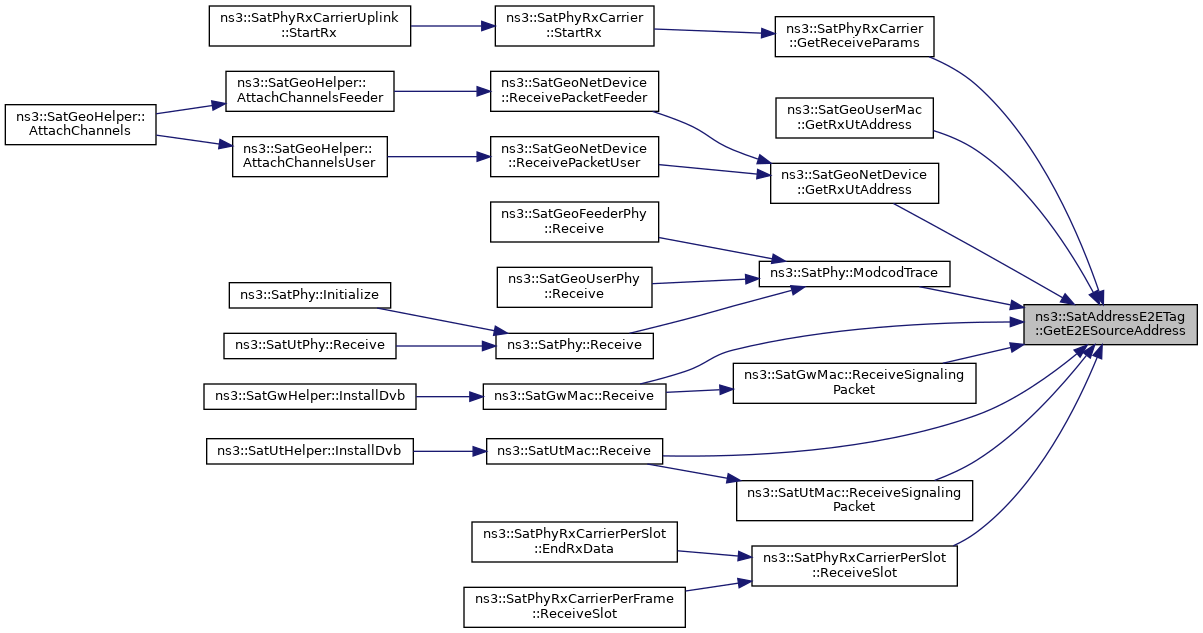 ns3::SatPhyRxCarrierUplink
::StartRx
ns3::SatPhyRxCarrier
::StartRx
ns3::SatPhyRxCarrier
::GetReceiveParams
ns3::SatGeoHelper::
AttachChannelsFeeder
ns3::SatGeoNetDevice
::ReceivePacketFeeder
ns3::SatGeoUserMac
::GetRxUtAddress
ns3::SatGeoHelper::
AttachChannels
ns3::SatGeoHelper::
AttachChannelsUser
ns3::SatGeoNetDevice
::ReceivePacketUser
ns3::SatGeoNetDevice
::GetRxUtAddress
ns3::SatGeoFeederPhy
::Receive
ns3::SatPhy::ModcodTrace
ns3::SatGeoUserPhy
::Receive
ns3::SatPhy::Initialize
ns3::SatAddressE2ETag
::GetE2ESourceAddress
ns3::SatUtPhy::Receive
ns3::SatPhy::Receive
ns3::SatGwMac::ReceiveSignaling
Packet
ns3::SatGwHelper::InstallDvb
ns3::SatGwMac::Receive
ns3::SatUtHelper::InstallDvb
ns3::SatUtMac::Receive
ns3::SatUtMac::ReceiveSignaling
Packet
ns3::SatPhyRxCarrierPerSlot
::EndRxData
ns3::SatPhyRxCarrierPerSlot
::ReceiveSlot
ns3::SatPhyRxCarrierPerFrame
::ReceiveSlot